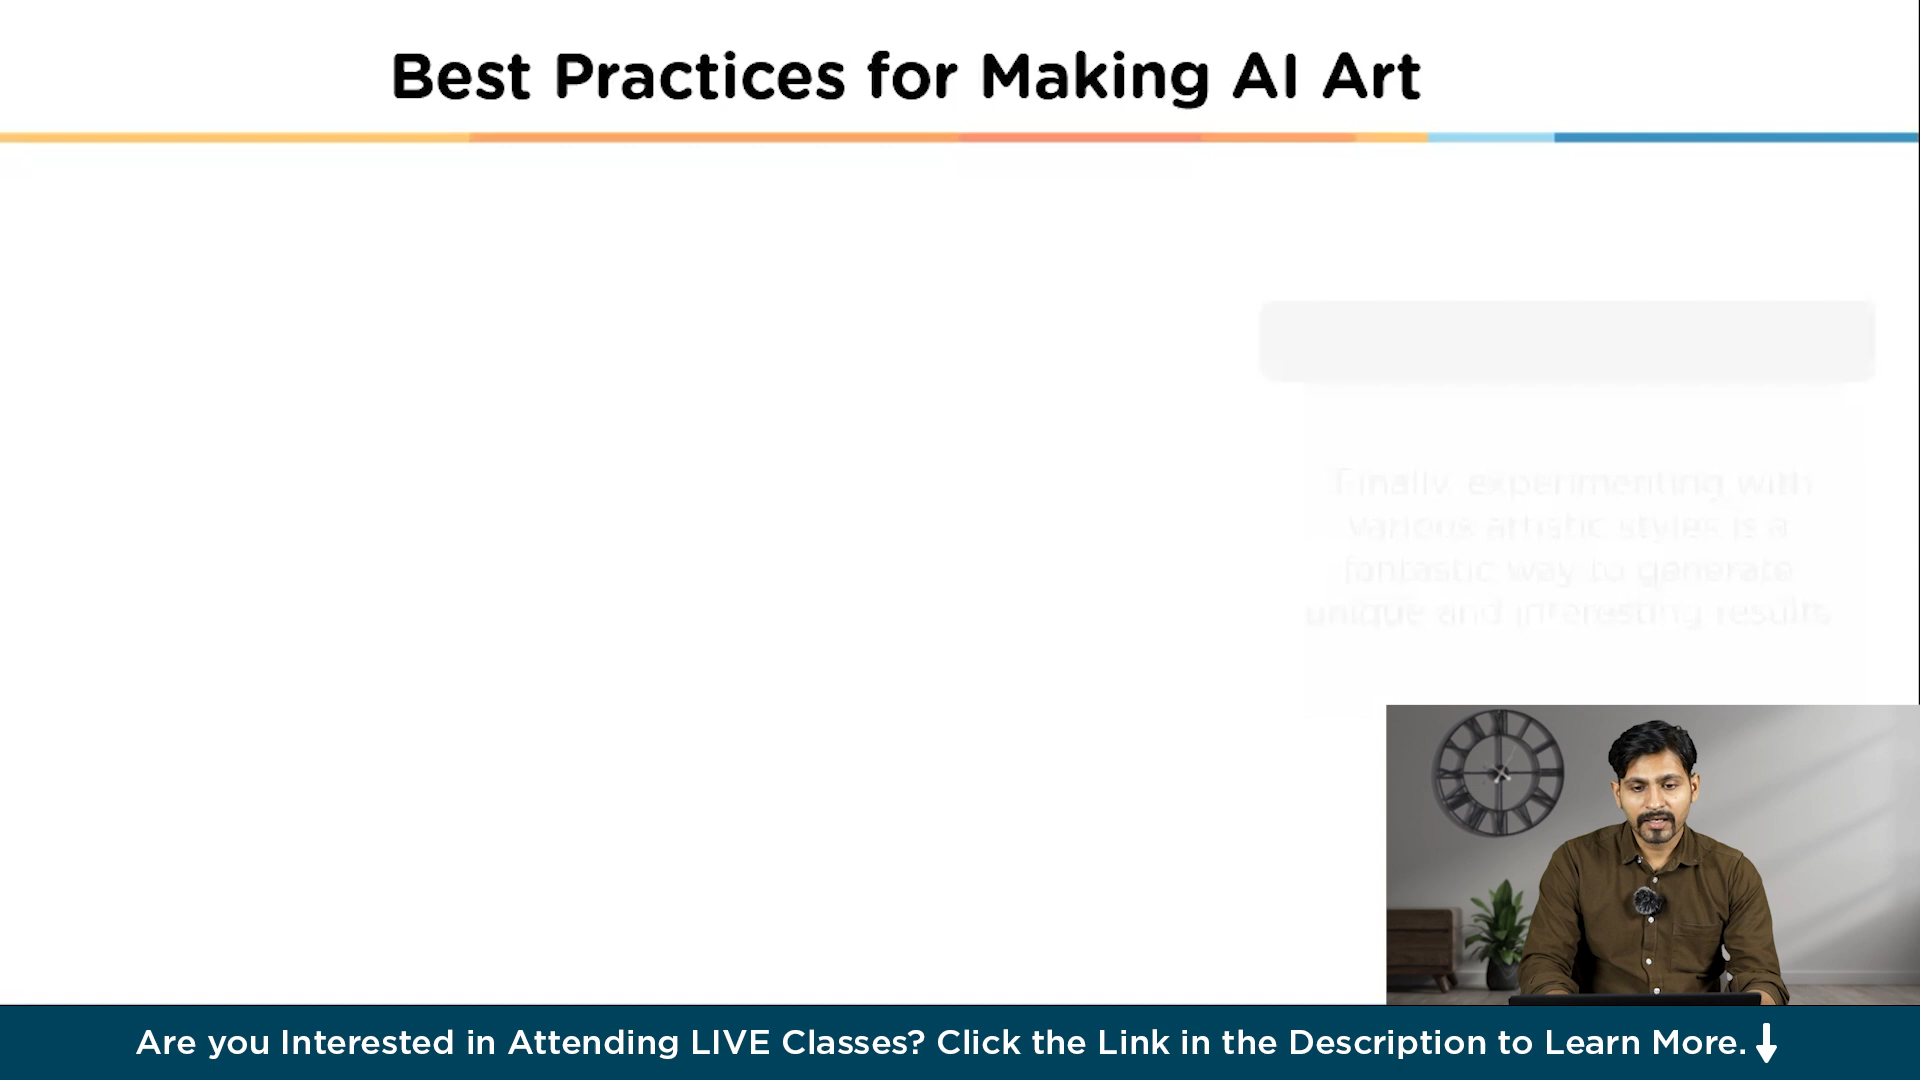 Best Practices for Making AI Art
Finally experimenting with
various artistic styles is a
fantastic way to generate
unique and interesting results
Are you Interested in Attending LIVE Classes? Click the Link in the Description to Learn More.